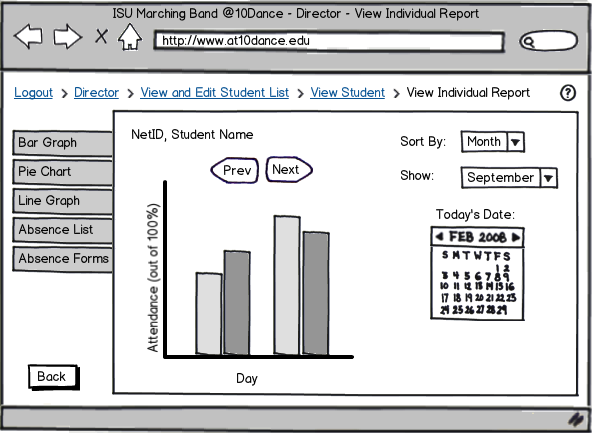 ISU Marching Band @10Dance - Director - View Individual Report
http://www.at10dance.edu
Logout > Director > View and Edit Student List > View Student > View Individual Report ?
NetID, Student Name
Sort By: Month
Prev Next
Show: September
Bar Graph
Pie Chart
Line Graph
Absence List
Absence Forms
Today's Date:
FEB 2008
S M T W T F S
1 2
3 4 5 6 7 8 9
10 11 12 13 14 15 16
17 18 19 20 21 22 23
24 25 26 27 28 29
Attendance (out of 100%)
Day
Back